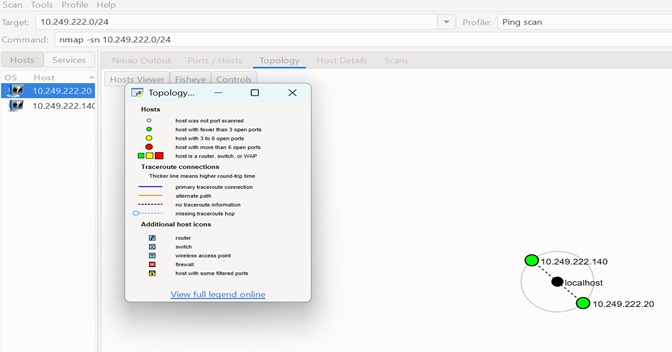 Scan Tools Profile Help
Target: 10.249.222.0/24 Profile: Ping scan
Command: nmap -sn 10.249.222.0/24
Hosts Services Nmap Output Ports / Hosts Topology Host Details Scans
OS Host
10.249.222.20
10.249.222.140
Hosts Viewer Fisheye Controls
Topology...
Hosts
host was not port scanned
host with fewer than 3 open ports
host with 3 to 6 open ports
host with more than 6 open ports
host is a router, switch, or WAP
Traceroute connections
Thicker line means higher round-trip time
primary traceroute connection
alternate path
no traceroute information
missing traceroute hop
Additional host icons
router
switch
wireless access point
firewall
host with some filtered ports
View full legend online
10.249.222.140
localhost
10.249.222.20